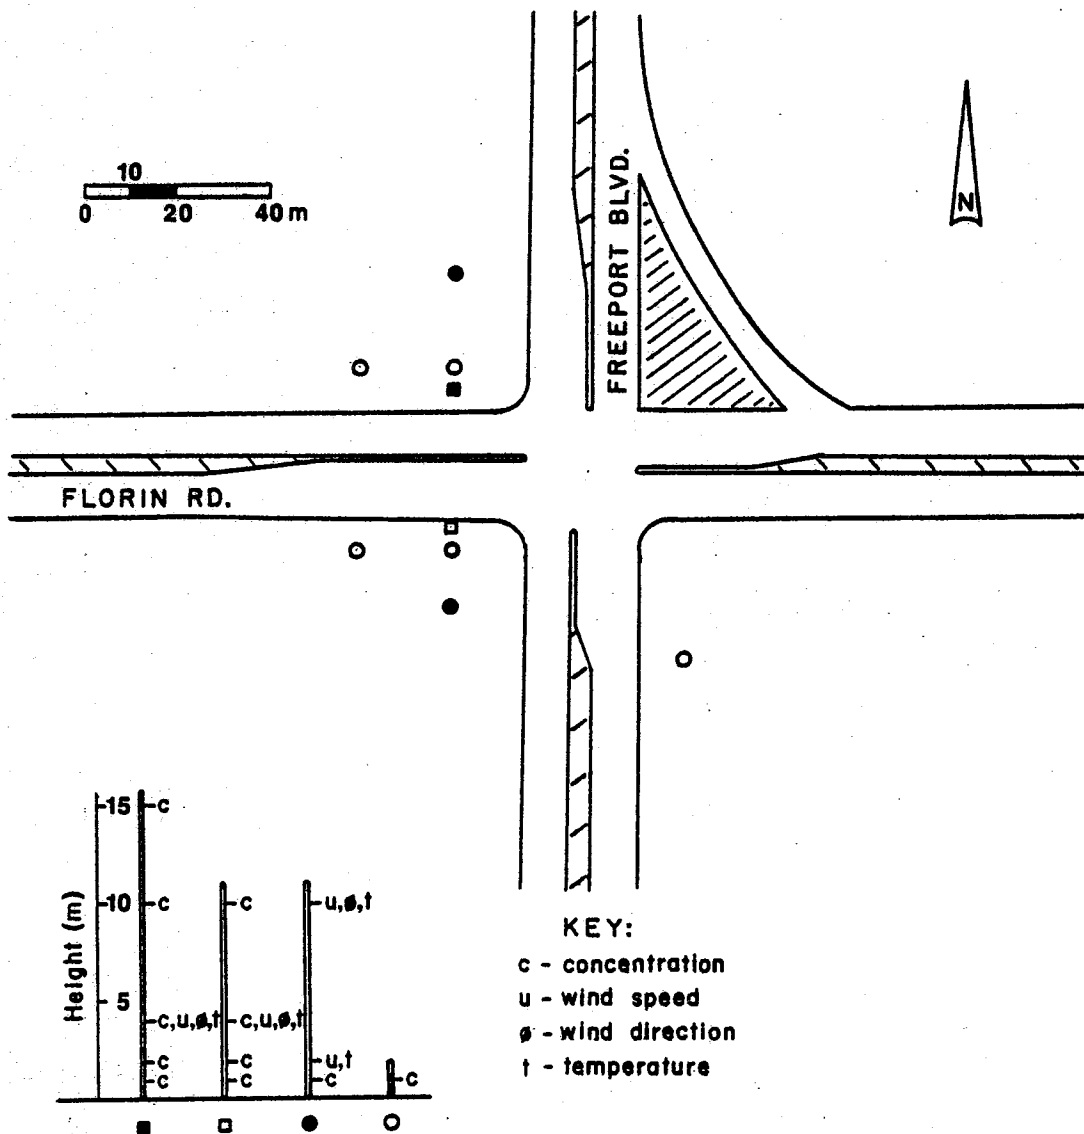 10
0 20 40 m
N
FREEPORT BLVD.
FLORIN RD.
Height (m)
15 c
10 c c u,ø,t
5
c,u,ø,t c,u,ø,t
c c u,t
c c c c
KEY:
c - concentration
u - wind speed
ø - wind direction
t - temperature